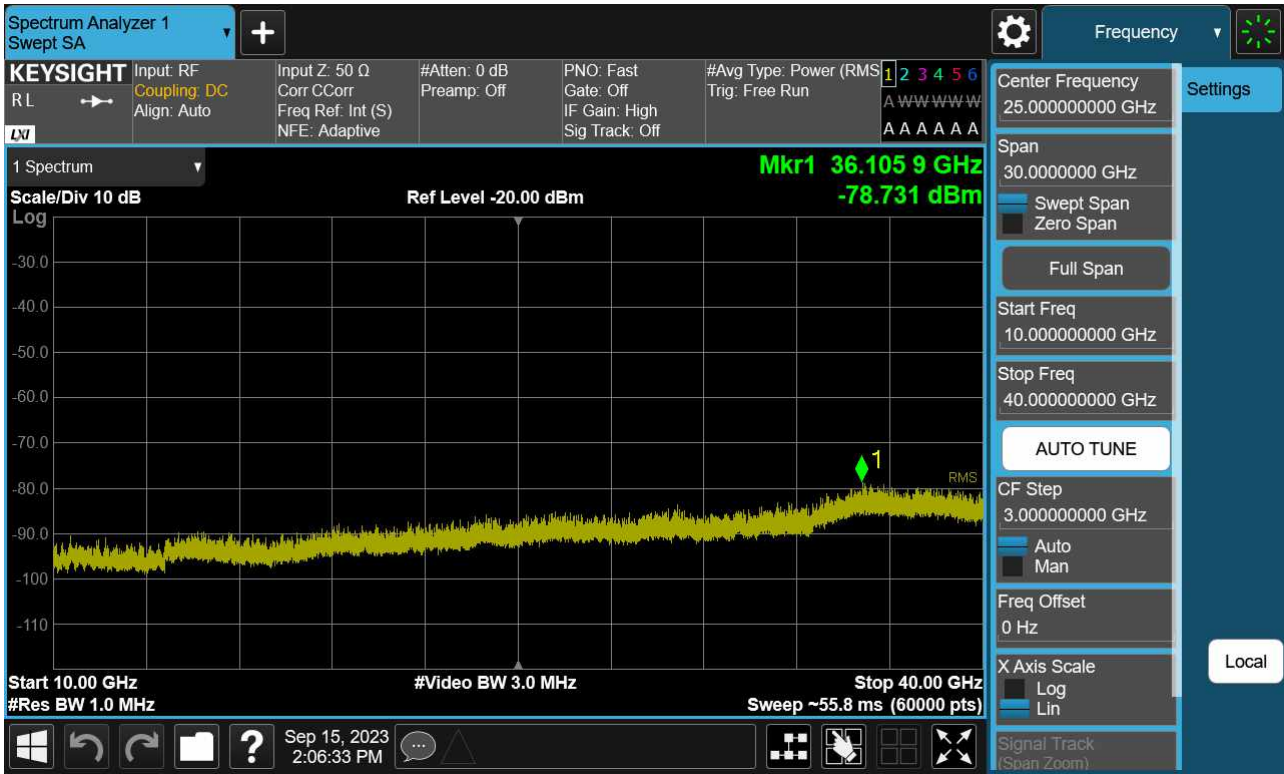 Spectrum Analyzer 1
Swept SA
Frequency
KEYSIGHT
R L
LXI
Input: RF
Coupling: DC
Align: Auto
Input Z: 50 Ω
Corr CCorr
Freq Ref: Int (S)
NFE: Adaptive
#Atten: 0 dB
Preamp: Off
PNO: Fast
Gate: Off
IF Gain: High
Sig Track: Off
#Avg Type: Power (RMS
Trig: Free Run
1 2 3 4 5 6
A W W W W W
A A A A A A
1 Spectrum
Mkr1 36.105 9 GHz
Scale/Div 10 dB
Ref Level -20.00 dBm
-78.731 dBm
Log
-30.0
-40.0
-50.0
-60.0
-70.0
1
RMS
-80.0
-90.0
-100
-110
Start 10.00 GHz
#Video BW 3.0 MHz
Stop 40.00 GHz
#Res BW 1.0 MHz
Sweep ~55.8 ms (60000 pts)
Sep 15, 2023
2:06:33 PM
Center Frequency
25.000000000 GHz
Span
30.0000000 GHz
Swept Span
Zero Span
Full Span
Start Freq
10.000000000 GHz
Stop Freq
40.000000000 GHz
AUTO TUNE
CF Step
3.000000000 GHz
Auto
Man
Freq Offset
0 Hz
X Axis Scale
Log
Lin
Signal Track
(Span Zoom)
Settings
Local